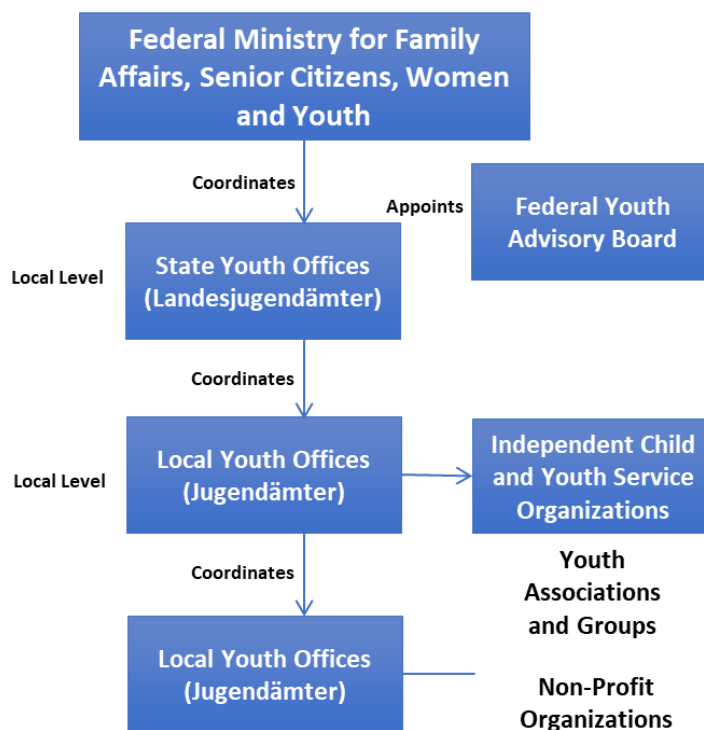 Federal Ministry for Family
Affairs, Senior Citizens, Women
and Youth
Coordinates
Appoints
Federal Youth
Advisory Board
Local Level
State Youth Offices
(Landesjugendämter)
Coordinates
Local Level
Local Youth Offices
(Jugendämter)
Independent Child
and Youth Service
Organizations
Coordinates
Youth
Associations
and Groups
Local Youth Offices
(Jugendämter)
Non-Profit
Organizations